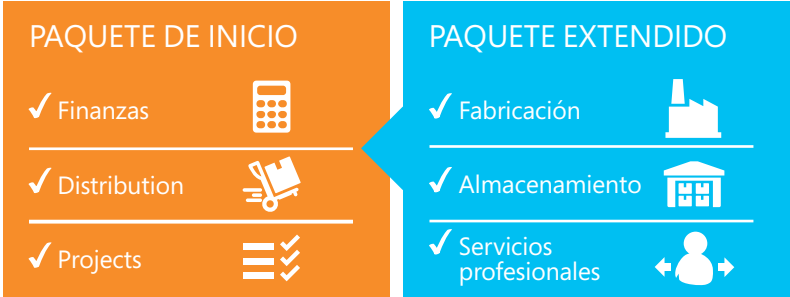 PAQUETE DE INICIO
Finanzas
Distribution
Projects
PAQUETE EXTENDIDO
Fabricación
Almacenamiento
Servicios
profesionales